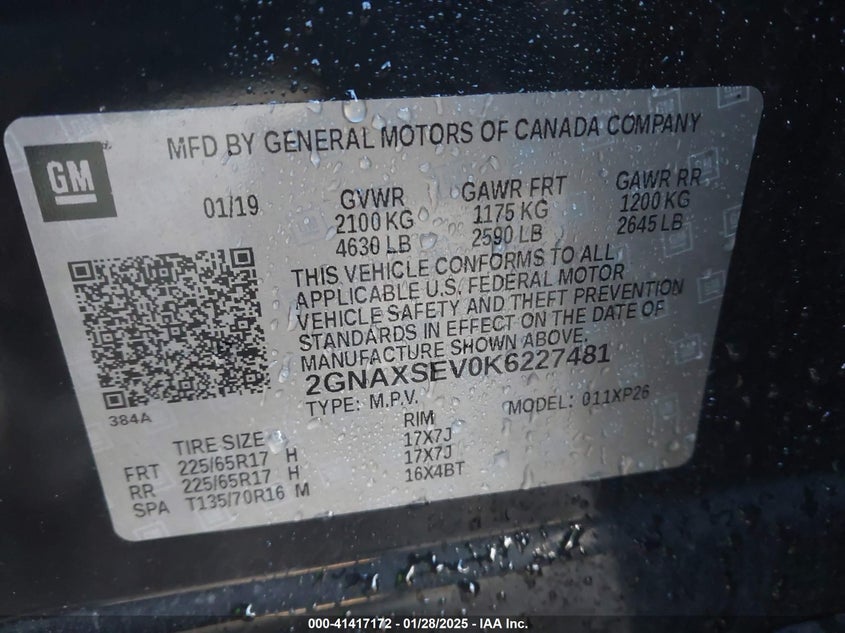 MFD BY GENERAL MOTORS OF CANADA COMPANY
GM
01/19 GVWR GAWR FRT GAWR RR
2100 KG 1175 KG 1200 KG
4630 LB 2590 LB 2645 LB
THIS VEHICLE CONFORMS TO ALL
APPLICABLE U.S. FEDERAL MOTOR
VEHICLE SAFETY AND THEFT PREVENTION
STANDARDS IN EFFECT ON THE DATE OF
MANUFACTURE SHOWN ABOVE.
2GNAXSEV0K6227481
384A
TYPE: M.P.V. MODEL: 011XP26
TIRE SIZE RIM
FRT 225/65R17 H 17X7J
RR 225/65R17 H 17X7J
SPA T135/70R16 M 16X4BT
000-41417172 - 01/28/2025 - IAA Inc.